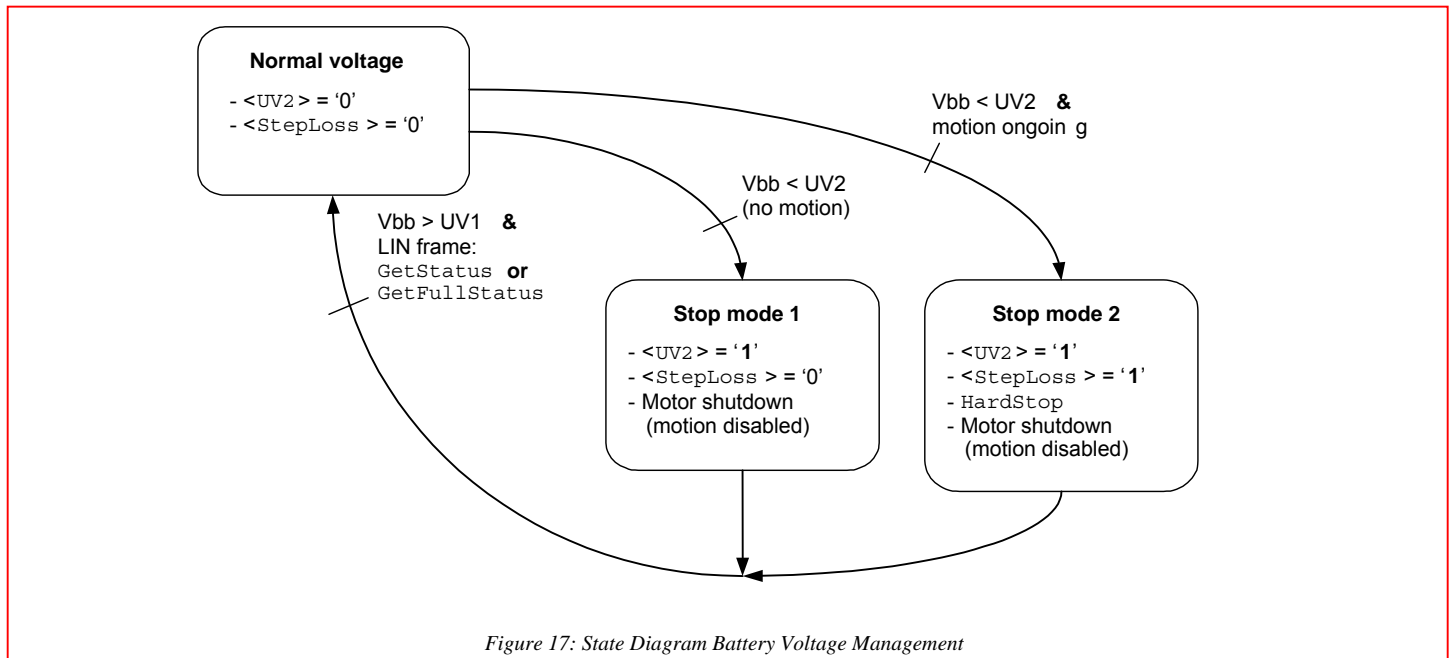 Normal voltage
- <UV2> = ‘0’
- <StepLoss > = ‘0’
Vbb < UV2 &
motion ongoin g
Vbb < UV2
(no motion)
Vbb > UV1 &
LIN frame:
GetStatus or
GetFullStatus
Stop mode 1
- <UV2> = ‘1’
- <StepLoss > = ‘0’
- Motor shutdown
(motion disabled)
Stop mode 2
- <UV2> = ‘1’
- <StepLoss > = ‘1’
- HardStop
- Motor shutdown
(motion disabled)
Figure 17: State Diagram Battery Voltage Management